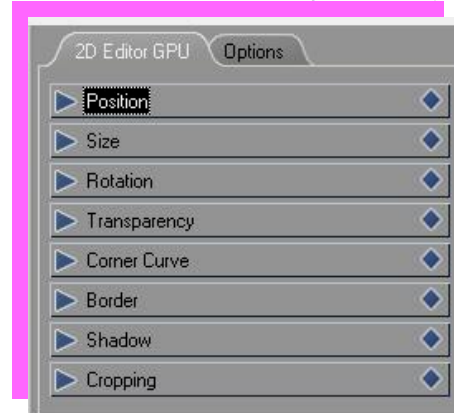 2D Editor GPU Options
Position
Size
Rotation
Transparency
Corner Curve
Border
Shadow
Cropping